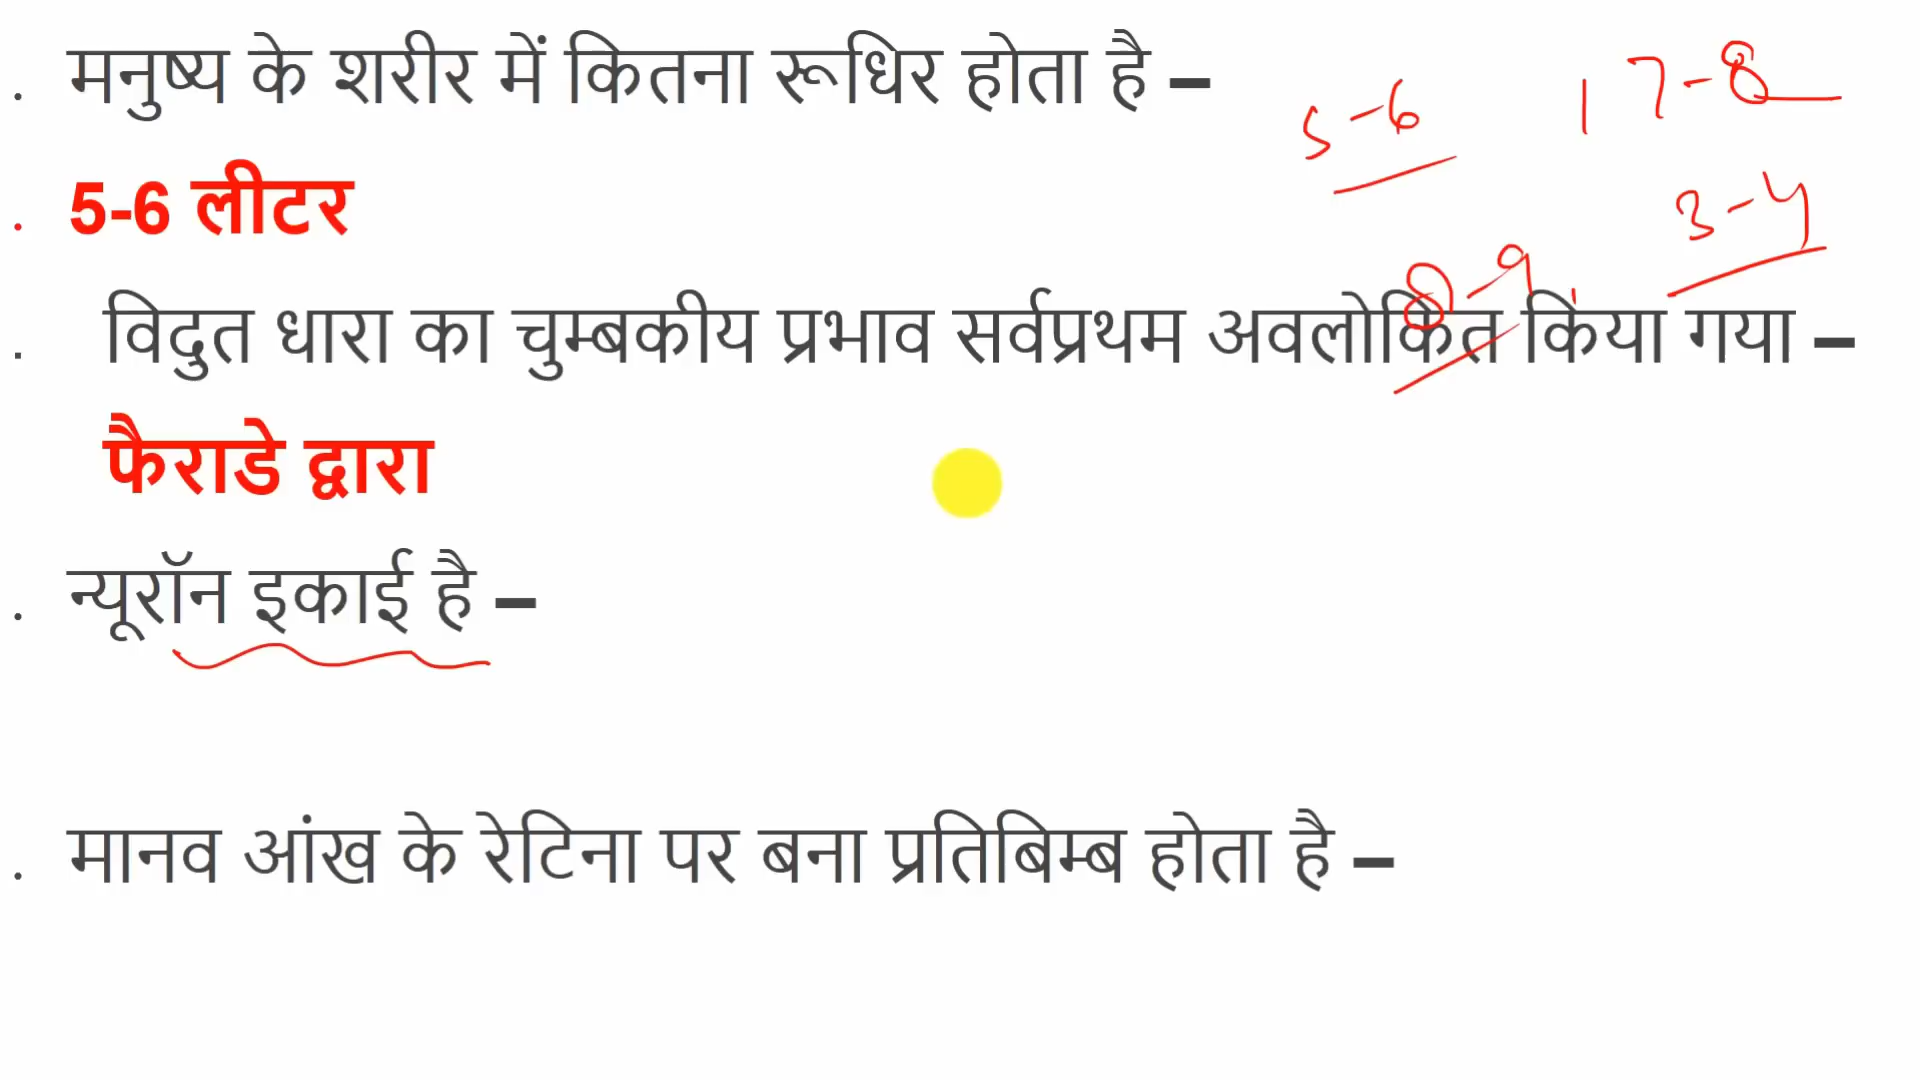 . मनुष्य के शरीर में कितना रूधिर होता है –
5-6
17-8
. 5-6 लीटर
3-4
8-9
. विदुत धारा का चुम्बकीय प्रभाव सर्वप्रथम अवलोकित किया गया –
फैराडे द्वारा
. न्यूरॉन इकाई है –
. मानव आंख के रेटिना पर बना प्रतिबिम्ब होता है –